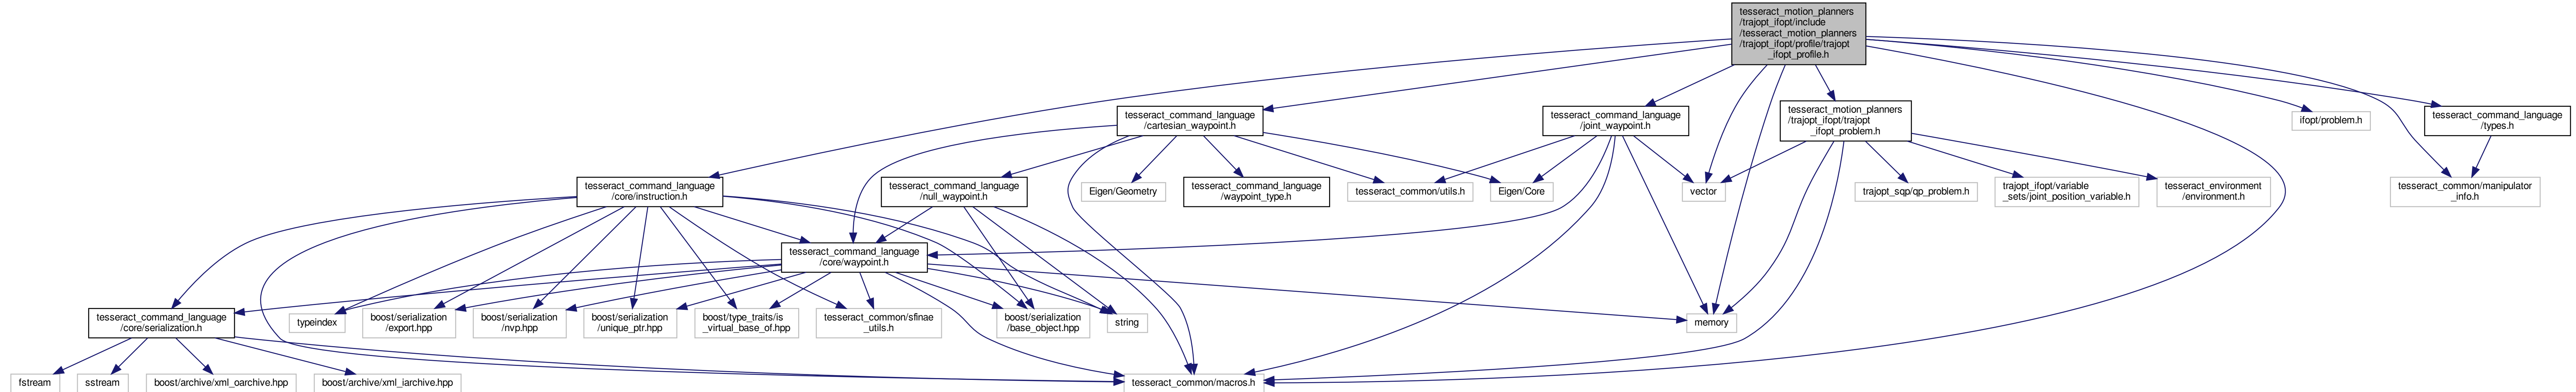 tesseract_motion_planners
/trajopt_ifopt/include
/tesseract_motion_planners
/trajopt_ifopt/profile/trajopt
_ifopt_profile.h
tesseract_command_language
/cartesian_waypoint.h
tesseract_command_language
/joint_waypoint.h
tesseract_motion_planners
/trajopt_ifopt/trajopt
_ifopt_problem.h
ifopt/problem.h
tesseract_command_language
/types.h
tesseract_command_language
/core/instruction.h
tesseract_command_language
/null_waypoint.h
Eigen/Geometry
tesseract_command_language
/waypoint_type.h
tesseract_common/utils.h
Eigen/Core
vector
trajopt_sqp/qp_problem.h
trajopt_ifopt/variable
_sets/joint_position_variable.h
tesseract_environment
/environment.h
tesseract_common/manipulator
_info.h
tesseract_command_language
/core/waypoint.h
tesseract_command_language
/core/serialization.h
typeindex
boost/serialization
/export.hpp
boost/serialization
/nvp.hpp
boost/serialization
/unique_ptr.hpp
boost/type_traits/is
_virtual_base_of.hpp
tesseract_common/sfinae
_utils.h
boost/serialization
/base_object.hpp
string
memory
fstream
sstream
boost/archive/xml_oarchive.hpp
boost/archive/xml_iarchive.hpp
tesseract_common/macros.h